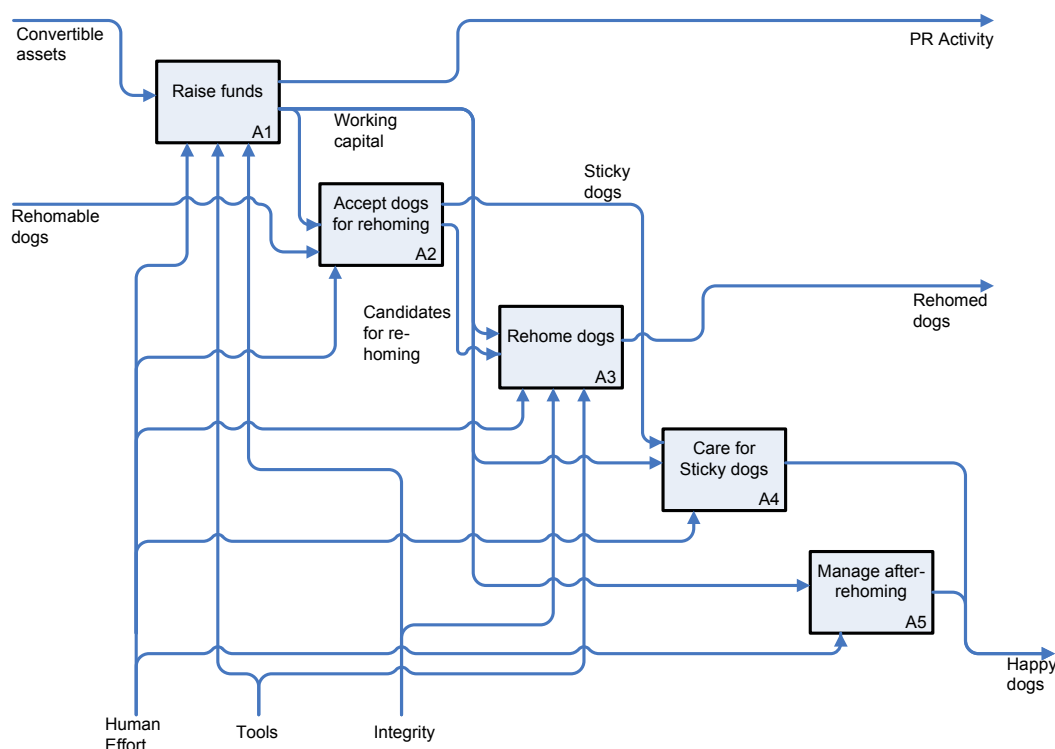 Convertible
assets
PR Activity
Raise funds
A1
Working
capital
Sticky
dogs
Rehomable
dogs
Accept dogs
for rehoming
A2
Candidates
for re-
homing
Rehomed
dogs
Rehome dogs
A3
Care for
Sticky dogs
A4
Manage after-
rehoming
A5
Happy
dogs
Human
Effort
Tools
Integrity